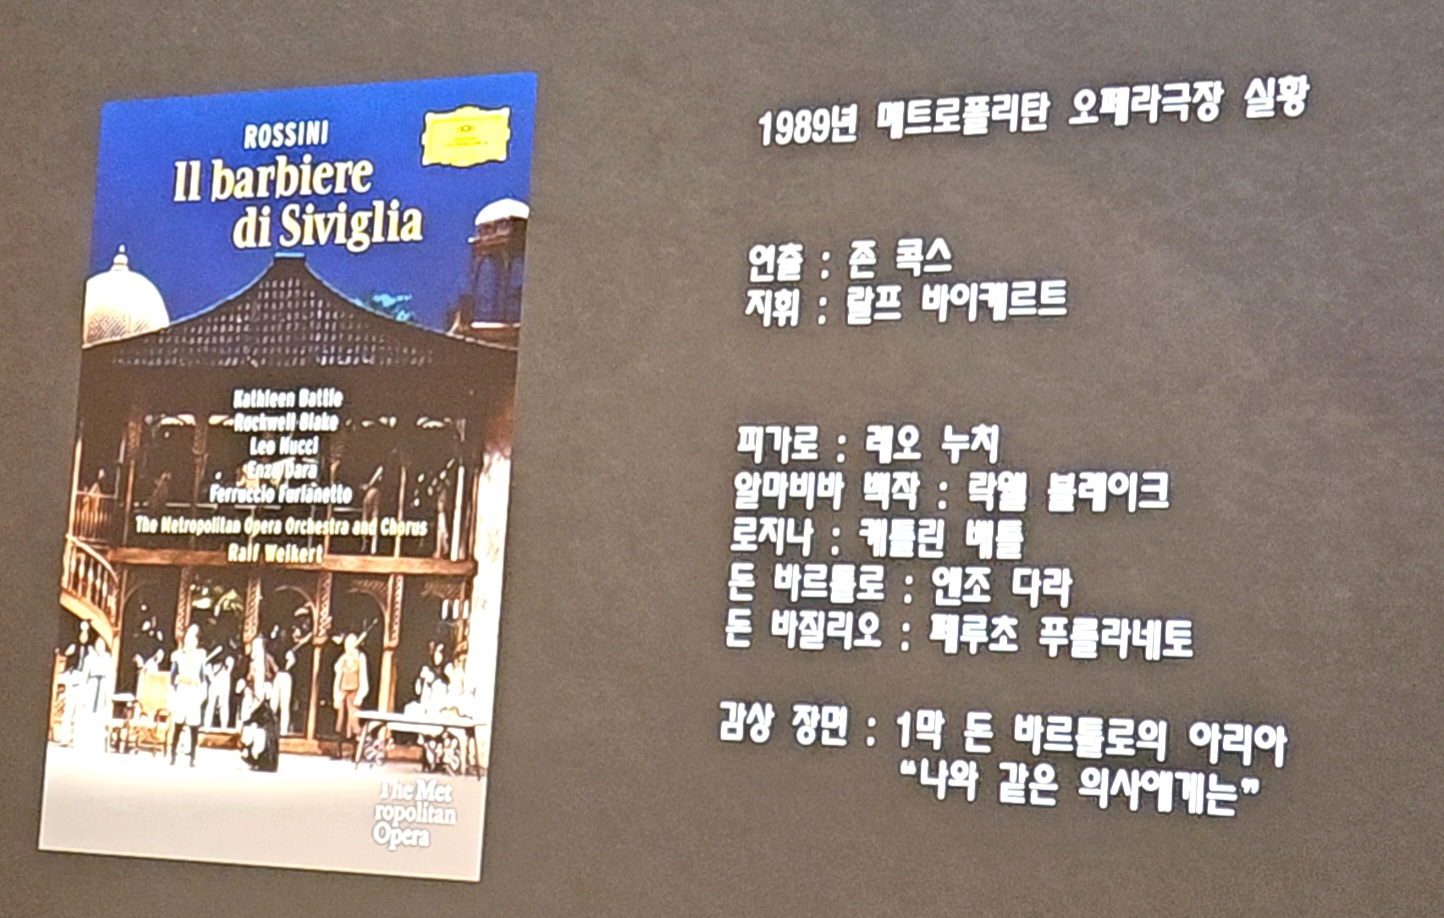 ROSSINI
Il barbiere
di Siviglia
Kathleen Battle
Rockwell Blake
Leo Nucci
Enzo Dara
Ferruccio Furlanetto
The Metropolitan Opera Orchestra and Chorus
Ralf Weikert
The Met
ropolitan
Opera
1989년 메트로폴리탄 오페라극장 실황
연출 : 존 콕스
지휘 : 랄프 바이케르트
피가로 : 레오 누치
알마비바 백작 : 락웰 블레이크
로지나 : 캐틀린 배틀
돈 바르톨로 : 엔조 다라
돈 바질리오 : 페루초 푸를라네토
감상 장면 : 1막 돈 바르톨로의 아리아
“나와 같은 의사에게는”